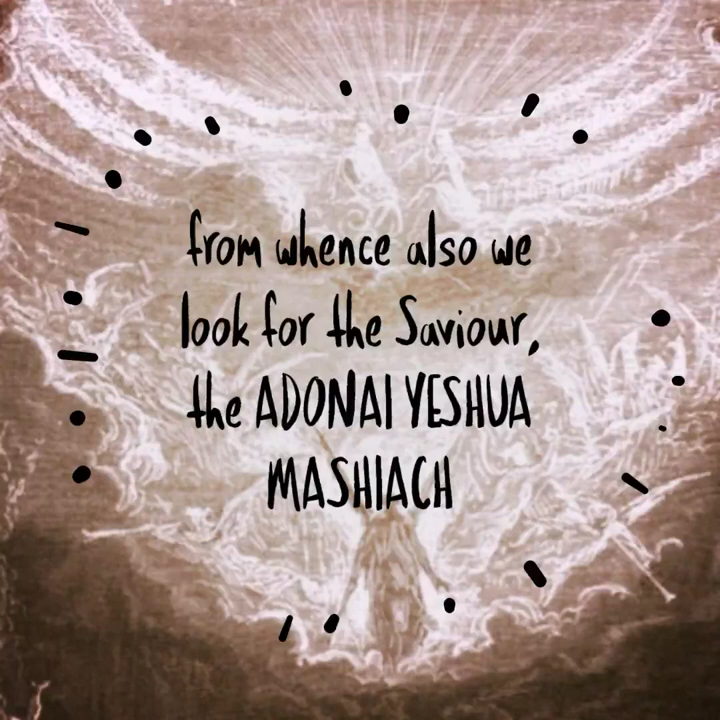 from whence also we
look for the Saviour,
the ADONAI YESHUA
MASHIACH